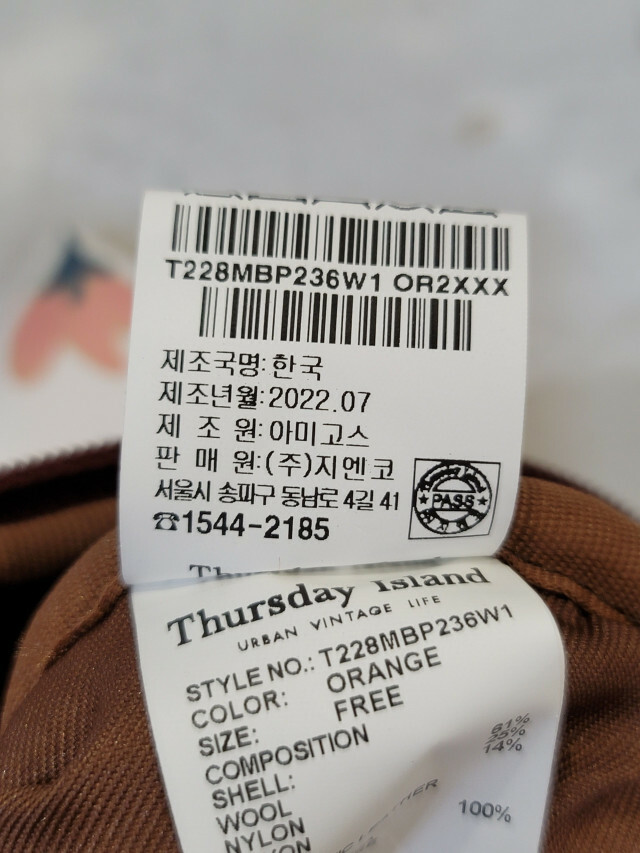 T228MBP236W1 OR2XXX
제조국명:한국
제조년월:2022.07
제 조 원:아미고스
판 매 원:(주)지엔코
서울시 송파구 동남로 4길 41
☎1544-2185
PASS
Thursday Island
URBAN VINTAGE LIFE
STYLE NO.: T228MBP236W1
COLOR: ORANGE
SIZE: FREE
COMPOSITION
SHELL:
WOOL 61%
NYLON 25%
14%
100%